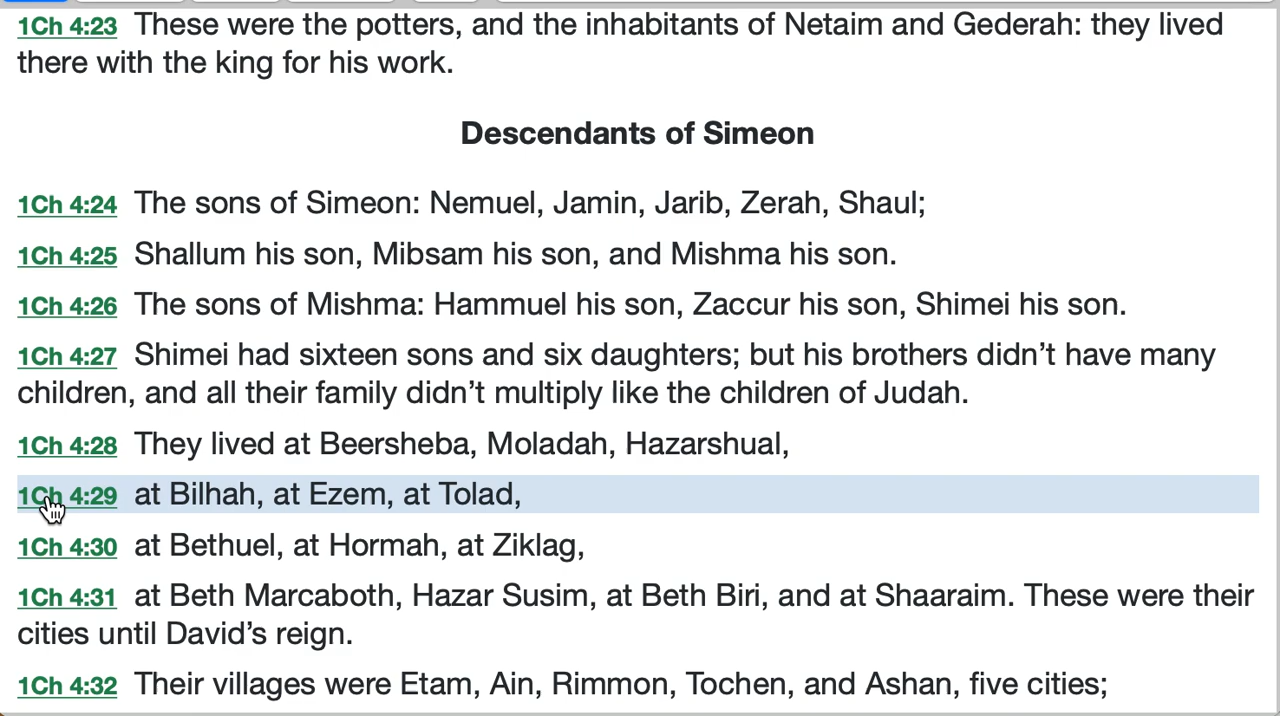 1Ch 4:23 These were the potters, and the inhabitants of Netaim and Gederah: they lived
there with the king for his work.
Descendants of Simeon
1Ch 4:24 The sons of Simeon: Nemuel, Jamin, Jarib, Zerah, Shaul;
1Ch 4:25 Shallum his son, Mibsam his son, and Mishma his son.
1Ch 4:26 The sons of Mishma: Hammuel his son, Zaccur his son, Shimei his son.
1Ch 4:27 Shimei had sixteen sons and six daughters; but his brothers didn’t have many
children, and all their family didn’t multiply like the children of Judah.
1Ch 4:28 They lived at Beersheba, Moladah, Hazarshual,
1Ch 4:29 at Bilhah, at Ezem, at Tolad,
1Ch 4:30 at Bethuel, at Hormah, at Ziklag,
1Ch 4:31 at Beth Marcaboth, Hazar Susim, at Beth Biri, and at Shaaraim. These were their
cities until David’s reign.
1Ch 4:32 Their villages were Etam, Ain, Rimmon, Tochen, and Ashan, five cities;